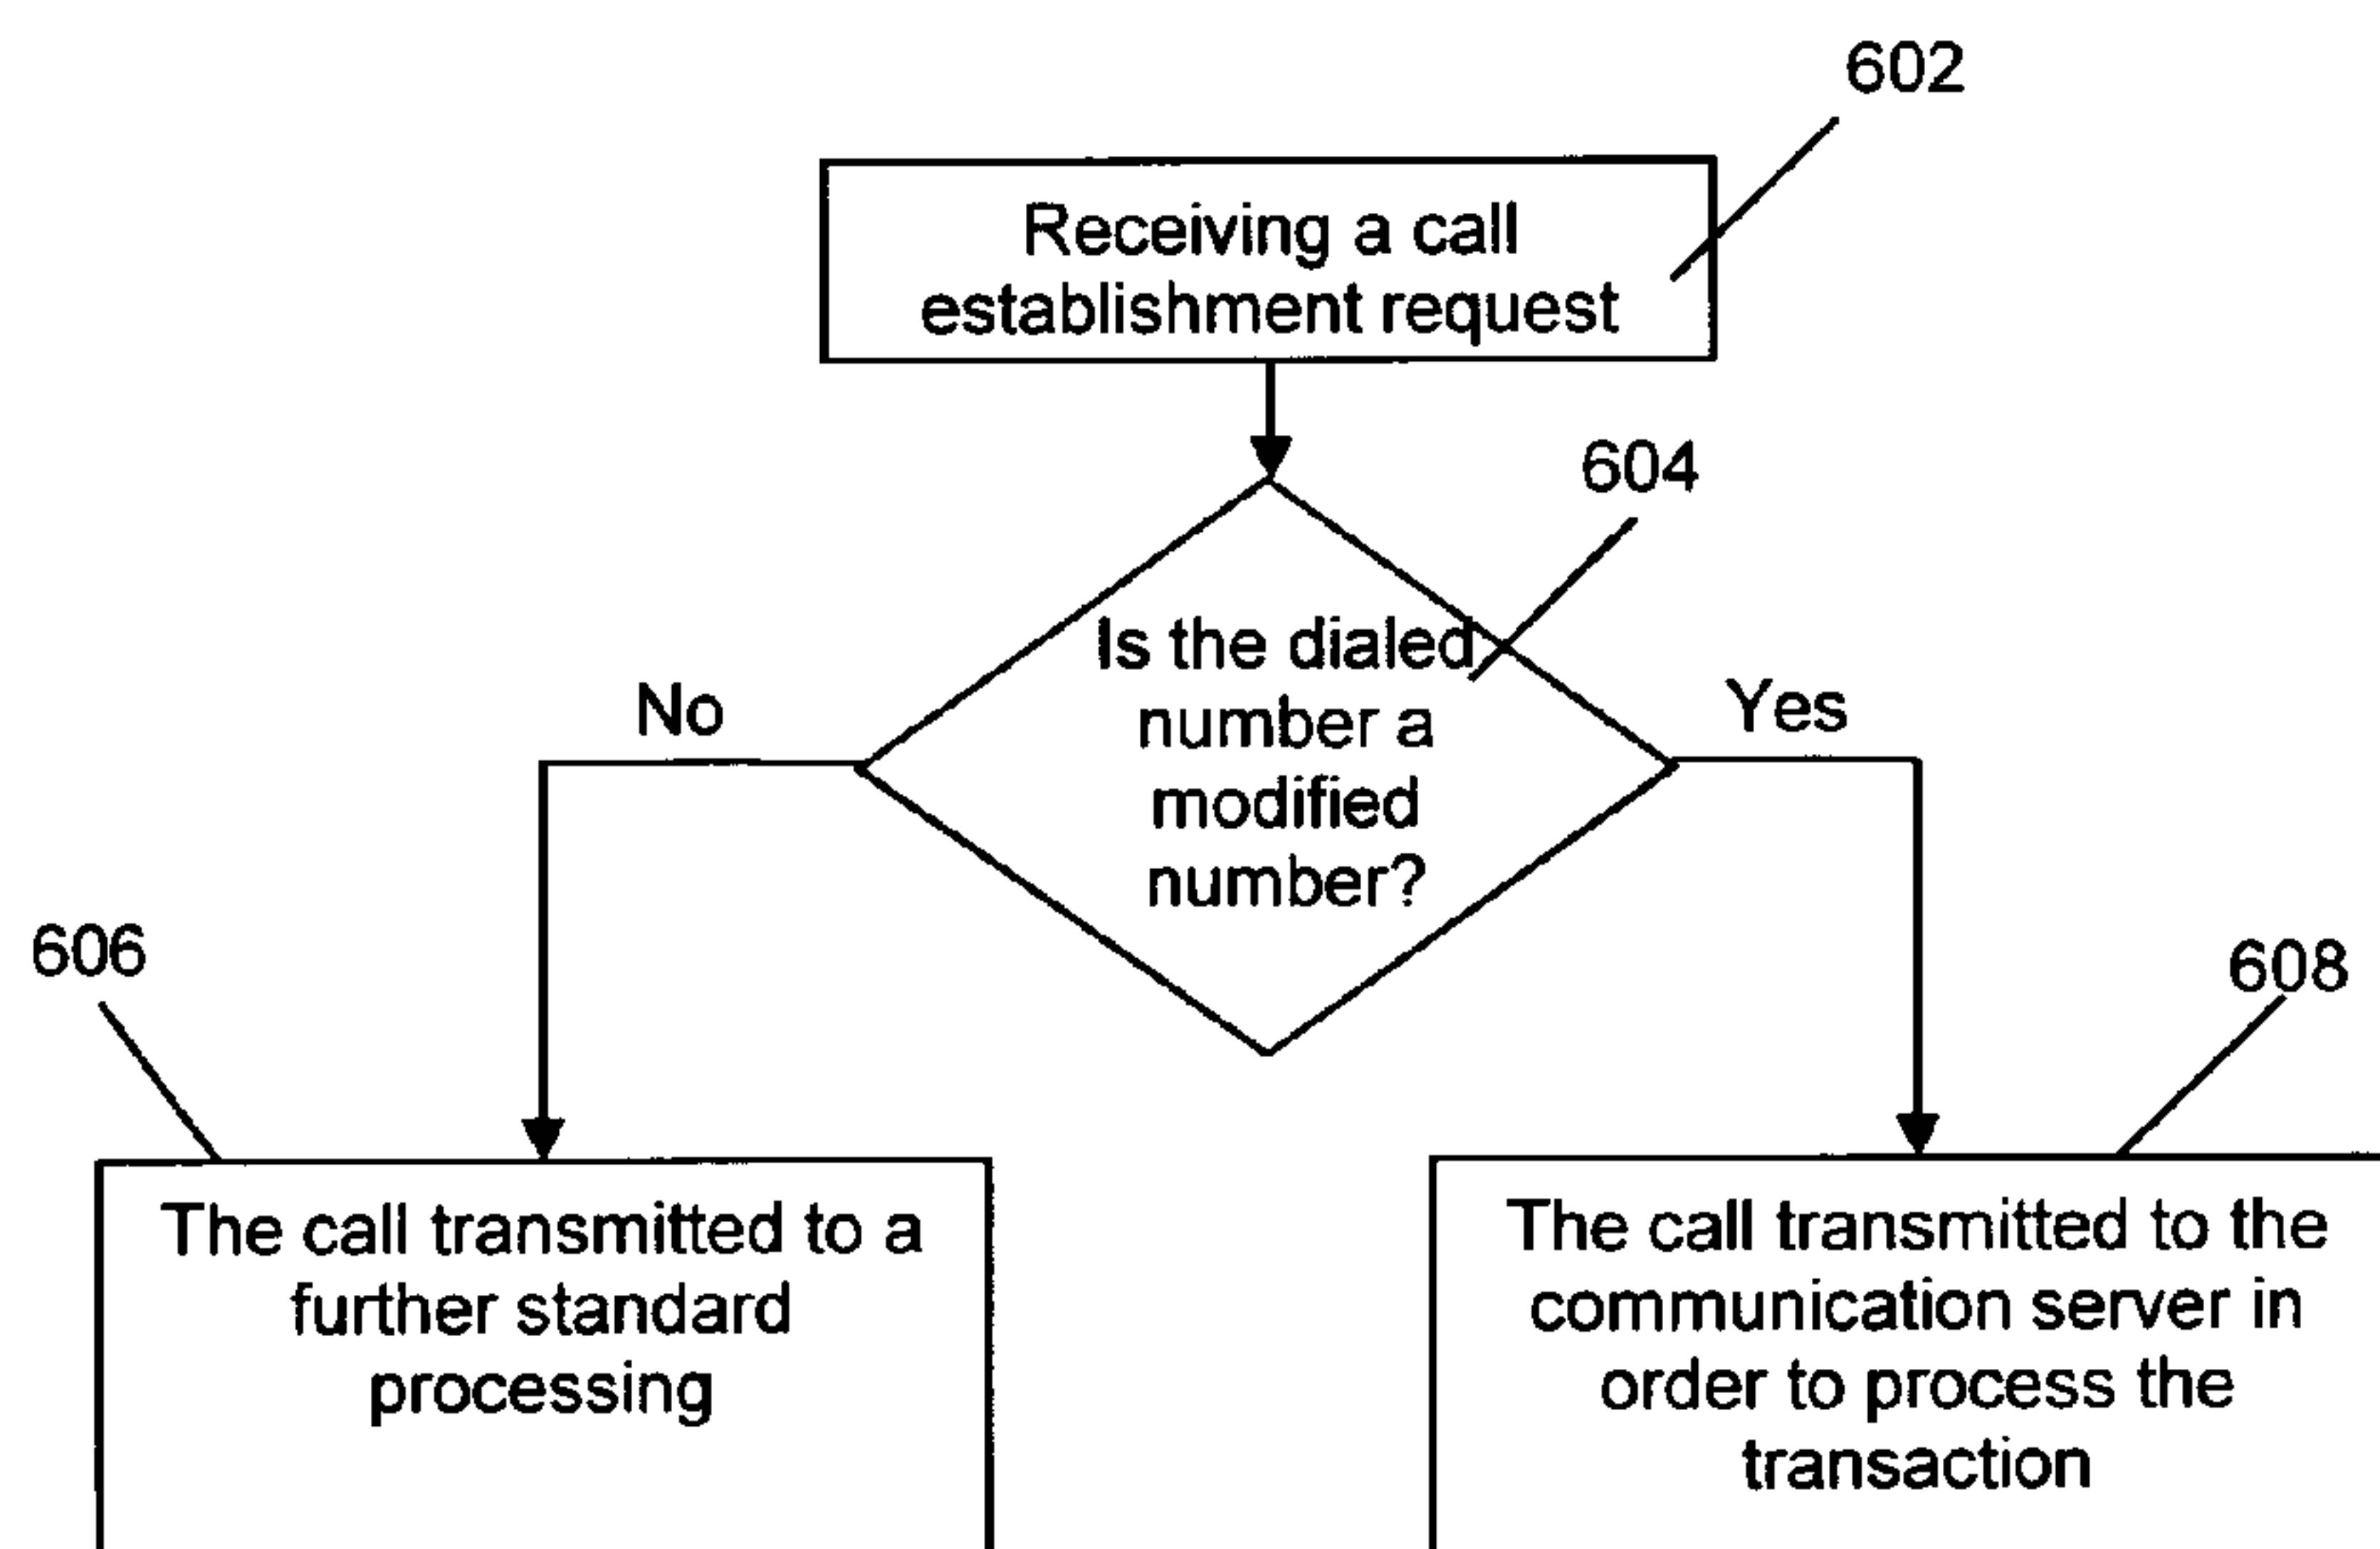 602
Receiving a call
establishment request
604
Is the dialed
number a
modified
number?
No
Yes
606
608
The call transmitted to a
further standard
processing
The call transmitted to the
communication server in
order to process the
transaction